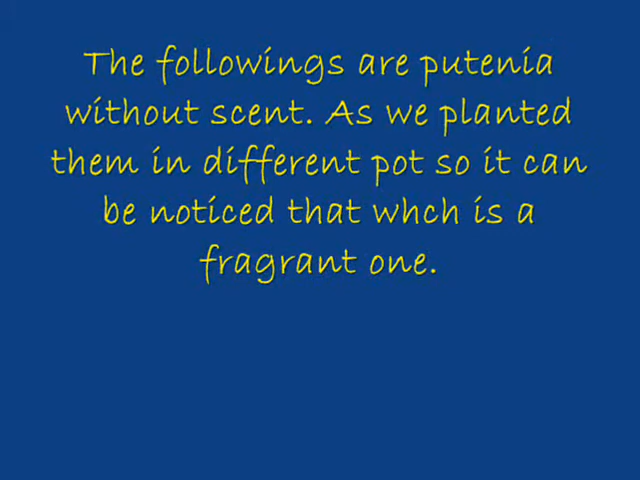 The followings are putenia
without scent. As we planted
them in different pot so it can
be noticed that whch is a
fragrant one.